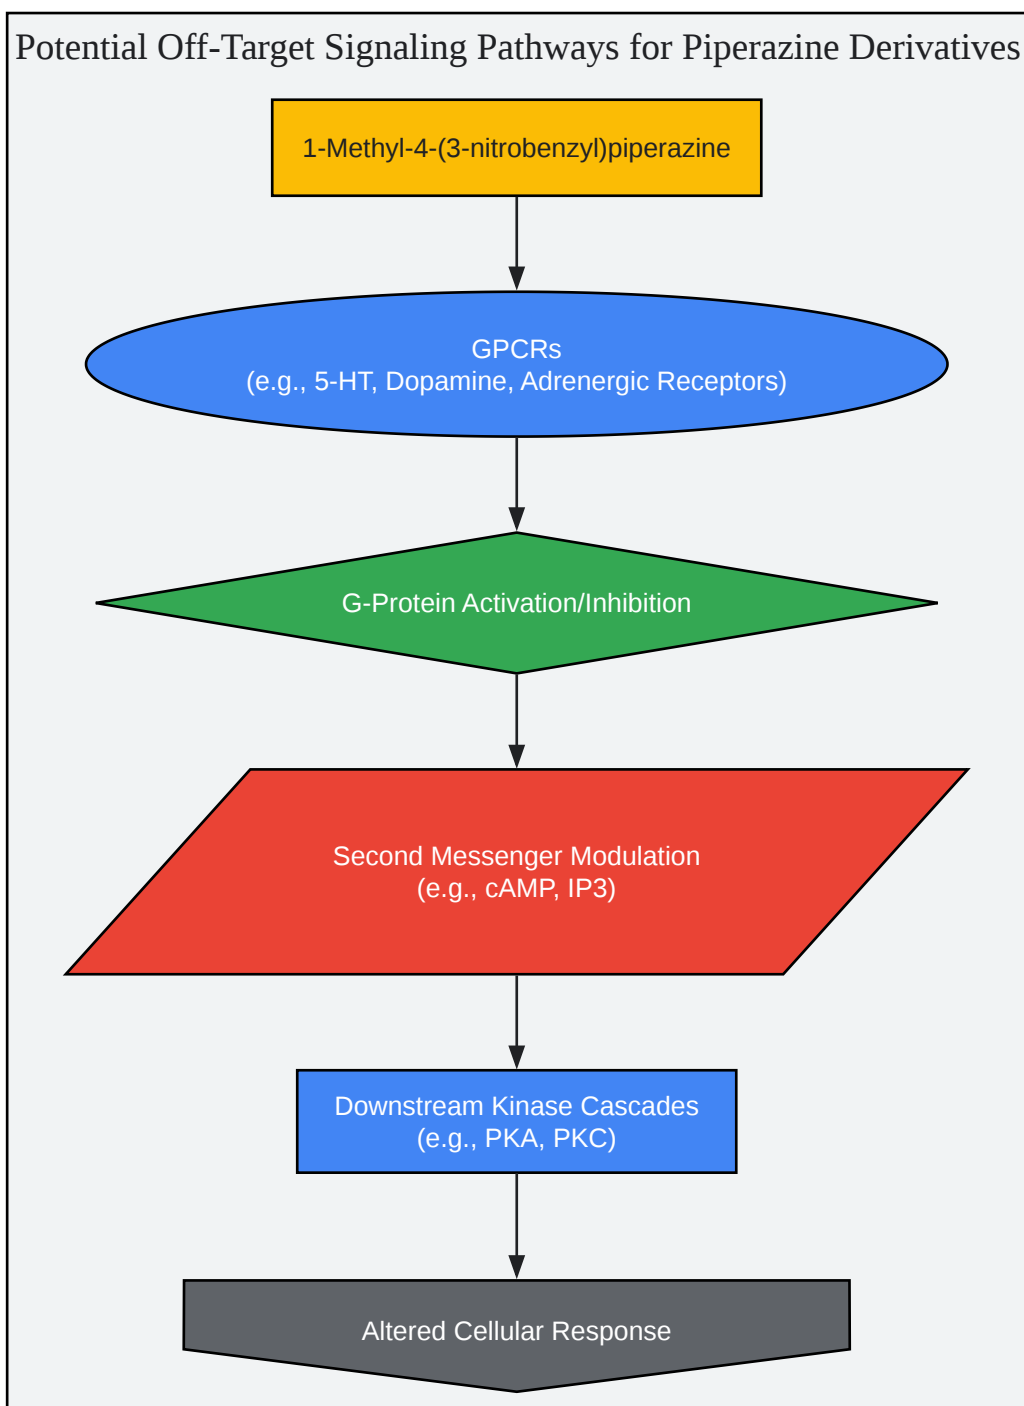 Potential Off-Target Signaling Pathways for Piperazine Derivatives
1-Methyl-4-(3-nitrobenzyl)piperazine
GPCRs
(e.g., 5-HT, Dopamine, Adrenergic Receptors)
G-Protein Activation/Inhibition
Second Messenger Modulation
(e.g., cAMP, IP3)
Downstream Kinase Cascades
(e.g., PKA, PKC)
Altered Cellular Response